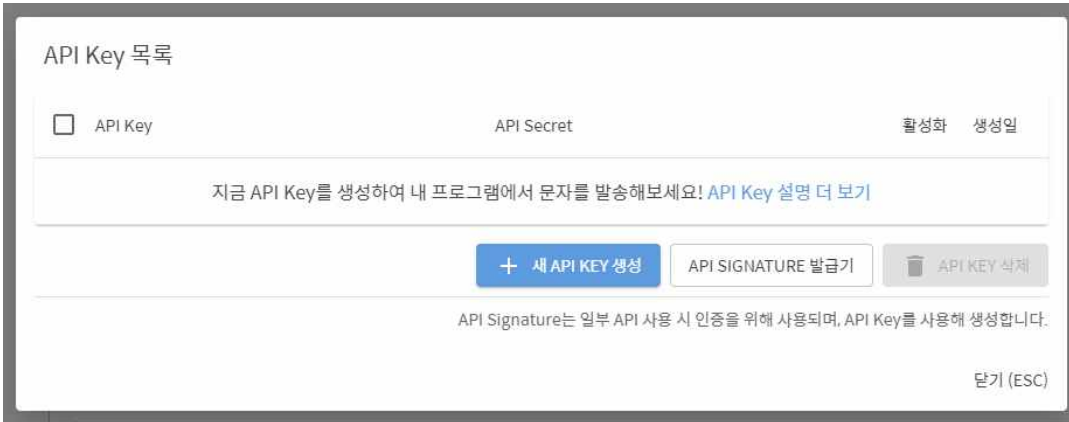 API Key 목록
API Key API Secret 활성화 생성일
지금 API Key를 생성하여 내 프로그램에서 문자를 발송해보세요! API Key 설명 더 보기
새 API KEY 생성 API SIGNATURE 발급기 API KEY 삭제
API Signature는 일부 API 사용 시 인증을 위해 사용되며, API Key를 사용해 생성합니다.
닫기 (ESC)